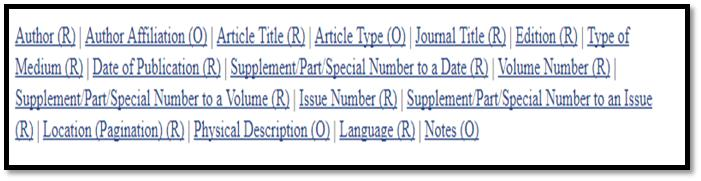 Author (R) | Author Affiliation (O) | Article Title (R) | Article Type (O) | Journal Title (R) | Edition (R) | Type of
Medium (R) | Date of Publication (R) | Supplement/Part/Special Number to a Date (R) | Volume Number (R) |
Supplement/Part/Special Number to a Volume (R) | Issue Number (R) | Supplement/Part/Special Number to an Issue
(R) | Location (Pagination) (R) | Physical Description (O) | Language (R) | Notes (O)